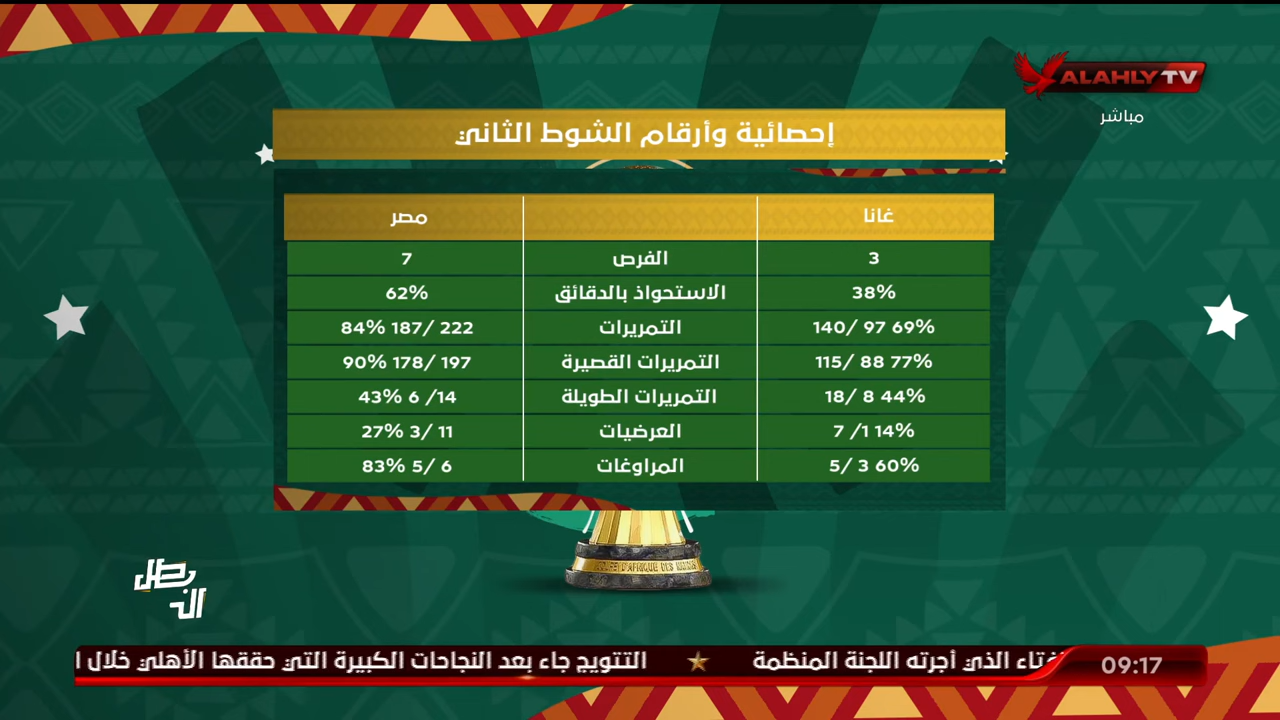 ALAHLY TV
مباشر
إحصائية وأرقام الشوط الثاني
غانا مصر
3 الفرص 7
38% الاستحواذ بالدقائق 62%
140/ 97 69% التمريرات 84% 187/ 222
115/ 88 77% التمريرات القصيرة 90% 178/ 197
18/ 8 44% التمريرات الطويلة 43% 6 /14
7 /1 14% العرضيات 27% 3/ 11
5/ 3 60% المراوغات 83% 5/ 6
D'AFRIQUE DES
الذي أجرته اللجنة المنظمة ★ التتويج جاء بعد النجاحات الكبيرة التي حققها الأهلي خلال ا
09:17